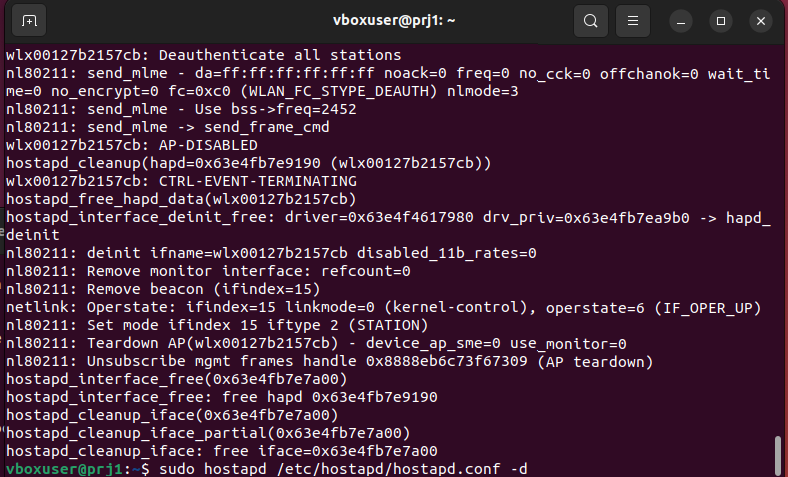 vboxuser@prj1: ~
wlx00127b2157cb: Deauthenticate all stations
nl80211: send_mlme - da=ff:ff:ff:ff:ff:ff noack=0 freq=0 no_cck=0 offchanok=0 wait_ti
me=0 no_encrypt=0 fc=0xc0 (WLAN_FC_STYPE_DEAUTH) nlmode=3
nl80211: send_mlme - Use bss->freq=2452
nl80211: send_mlme -> send_frame_cmd
wlx00127b2157cb: AP-DISABLED
hostapd_cleanup(hapd=0x63e4fb7e9190 (wlx00127b2157cb))
wlx00127b2157cb: CTRL-EVENT-TERMINATING
hostapd_free_hapd_data(wlx00127b2157cb)
hostapd_interface_deinit_free: driver=0x63e4f4617980 drv_priv=0x63e4fb7ea9b0 -> hapd_
deinit
nl80211: deinit ifname=wlx00127b2157cb disabled_11b_rates=0
nl80211: Remove monitor interface: refcount=0
nl80211: Remove beacon (ifindex=15)
netlink: Operstate: ifindex=15 linkmode=0 (kernel-control), operstate=6 (IF_OPER_UP)
nl80211: Set mode ifindex 15 iftype 2 (STATION)
nl80211: Teardown AP(wlx00127b2157cb) - device_ap_sme=0 use_monitor=0
nl80211: Unsubscribe mgmt frames handle 0x8888eb6c73f67309 (AP teardown)
hostapd_interface_free(0x63e4fb7e7a00)
hostapd_interface_free: free hapd 0x63e4fb7e9190
hostapd_cleanup_iface(0x63e4fb7e7a00)
hostapd_cleanup_iface_partial(0x63e4fb7e7a00)
hostapd_cleanup_iface: free iface=0x63e4fb7e7a00
vboxuser@prj1:~$ sudo hostapd /etc/hostapd/hostapd.conf -d